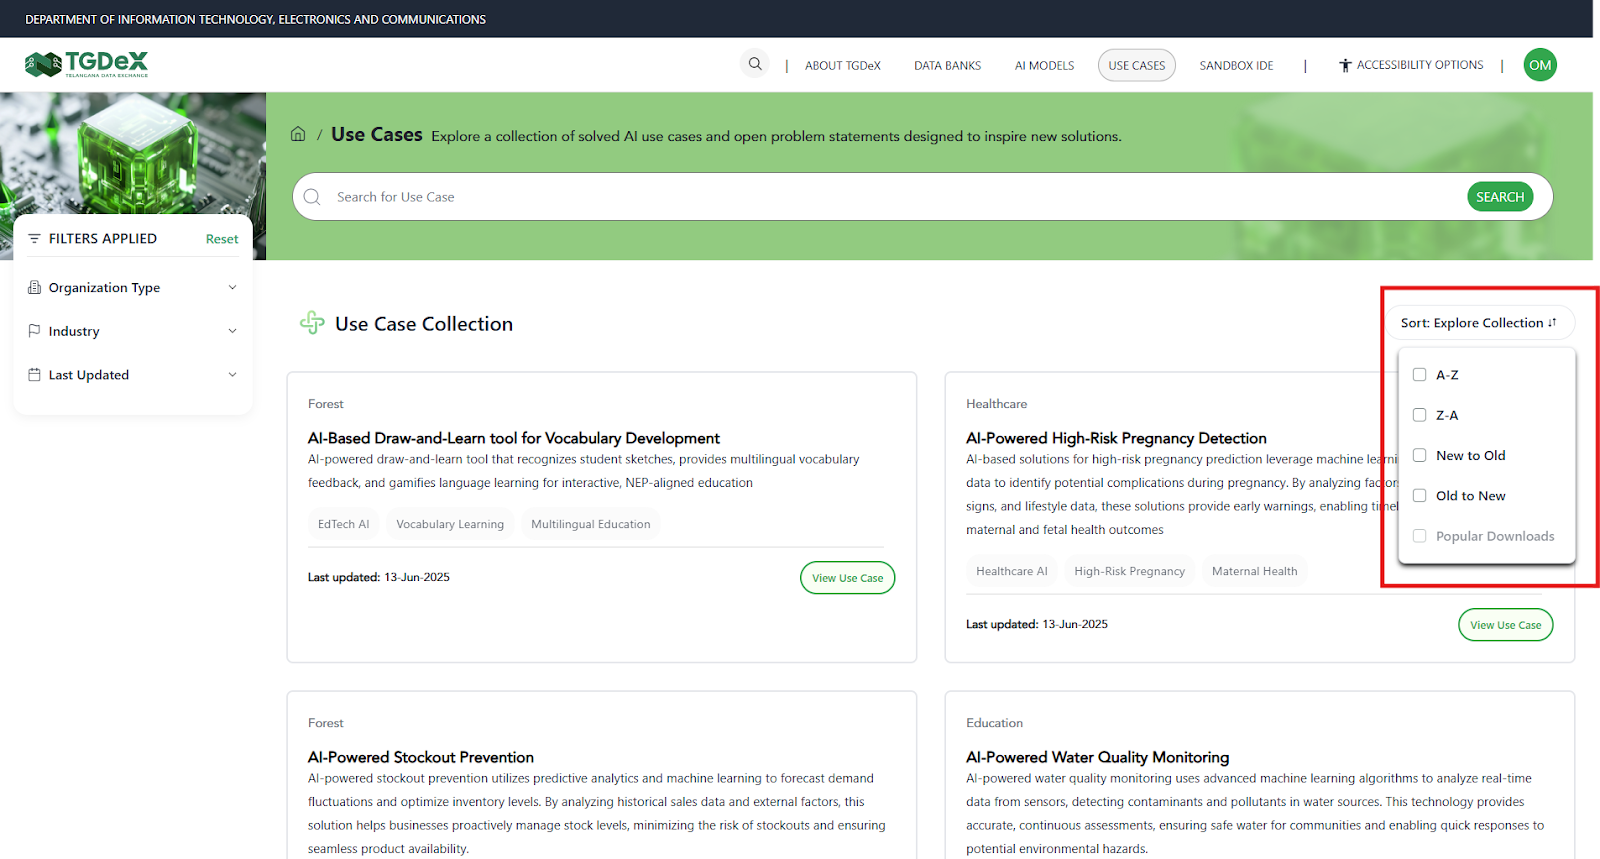 DEPARTMENT OF INFORMATION TECHNOLOGY, ELECTRONICS AND COMMUNICATIONS
TGDeX
TELANGANA DATA EXCHANGE
| ABOUT TGDeX DATA BANKS AI MODELS USE CASES SANDBOX IDE | ACCESSIBILITY OPTIONS | OM
/ Use Cases Explore a collection of solved AI use cases and open problem statements designed to inspire new solutions.
Search for Use Case SEARCH
FILTERS APPLIED Reset
Organization Type
Industry
Last Updated
Use Case Collection
Sort: Explore Collection
A-Z
Z-A
New to Old
Old to New
Popular Downloads
Forest
AI-Based Draw-and-Learn tool for Vocabulary Development
AI-powered draw-and-learn tool that recognizes student sketches, provides multilingual vocabulary
feedback, and gamifies language learning for interactive, NEP-aligned education
EdTech AI Vocabulary Learning Multilingual Education
Last updated: 13-Jun-2025 View Use Case
Healthcare
AI-Powered High-Risk Pregnancy Detection
AI-based solutions for high-risk pregnancy prediction leverage machine learni
data to identify potential complications during pregnancy. By analyzing factor
signs, and lifestyle data, these solutions provide early warnings, enabling timel
maternal and fetal health outcomes
Healthcare AI High-Risk Pregnancy Maternal Health
Last updated: 13-Jun-2025 View Use Case
Forest
AI-Powered Stockout Prevention
AI-powered stockout prevention utilizes predictive analytics and machine learning to forecast demand
fluctuations and optimize inventory levels. By analyzing historical sales data and external factors, this
solution helps businesses proactively manage stock levels, minimizing the risk of stockouts and ensuring
seamless product availability.
Education
AI-Powered Water Quality Monitoring
AI-powered water quality monitoring uses advanced machine learning algorithms to analyze real-time
data from sensors, detecting contaminants and pollutants in water sources. This technology provides
accurate, continuous assessments, ensuring safe water for communities and enabling quick responses to
potential environmental hazards.